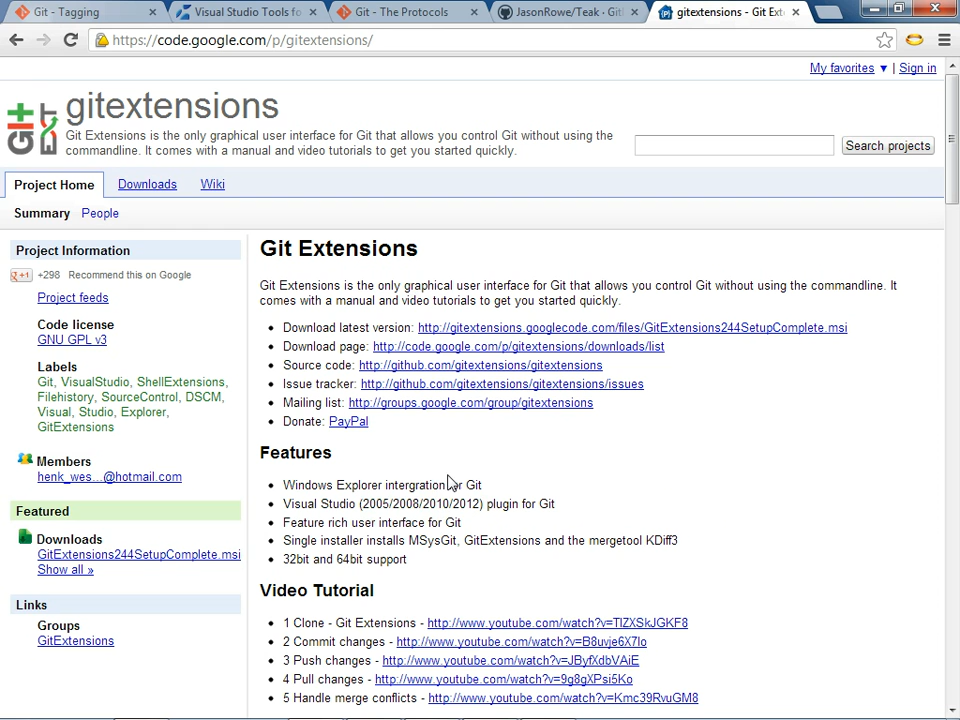 Git - Tagging
Visual Studio Tools fo
Git - The Protocols
JasonRowe/Teak · Git
gitextensions - Git Ext
https://code.google.com/p/gitextensions/
My favorites ▼ | Sign in
Git EXT
gitextensions
Git Extensions is the only graphical user interface for Git that allows you control Git without using the
commandline. It comes with a manual and video tutorials to get you started quickly.
Search projects
Project Home Downloads Wiki
Summary People
Project Information
g+1 +298 Recommend this on Google
Project feeds
Code license
GNU GPL v3
Labels
Git, VisualStudio, ShellExtensions,
Filehistory, SourceControl, DSCM,
Visual, Studio, Explorer,
GitExtensions
Members
henk_wes...@hotmail.com
Featured
Downloads
GitExtensions244SetupComplete.msi
Show all »
Links
Groups
GitExtensions
Git Extensions
Git Extensions is the only graphical user interface for Git that allows you control Git without using the commandline. It
comes with a manual and video tutorials to get you started quickly.
• Download latest version: http://gitextensions.googlecode.com/files/GitExtensions244SetupComplete.msi
• Download page: http://code.google.com/p/gitextensions/downloads/list
• Source code: http://github.com/gitextensions/gitextensions
• Issue tracker: http://github.com/gitextensions/gitextensions/issues
• Mailing list: http://groups.google.com/group/gitextensions
• Donate: PayPal
Features
• Windows Explorer intergration for Git
• Visual Studio (2005/2008/2010/2012) plugin for Git
• Feature rich user interface for Git
• Single installer installs MSysGit, GitExtensions and the mergetool KDiff3
• 32bit and 64bit support
Video Tutorial
• 1 Clone - Git Extensions - http://www.youtube.com/watch?v=TlZXSkJGKF8
• 2 Commit changes - http://www.youtube.com/watch?v=B8uvje6X7lo
• 3 Push changes - http://www.youtube.com/watch?v=JByfXdbVAiE
• 4 Pull changes - http://www.youtube.com/watch?v=9g8gXPsi5Ko
• 5 Handle merge conflicts - http://www.youtube.com/watch?v=Kmc39RvuGM8